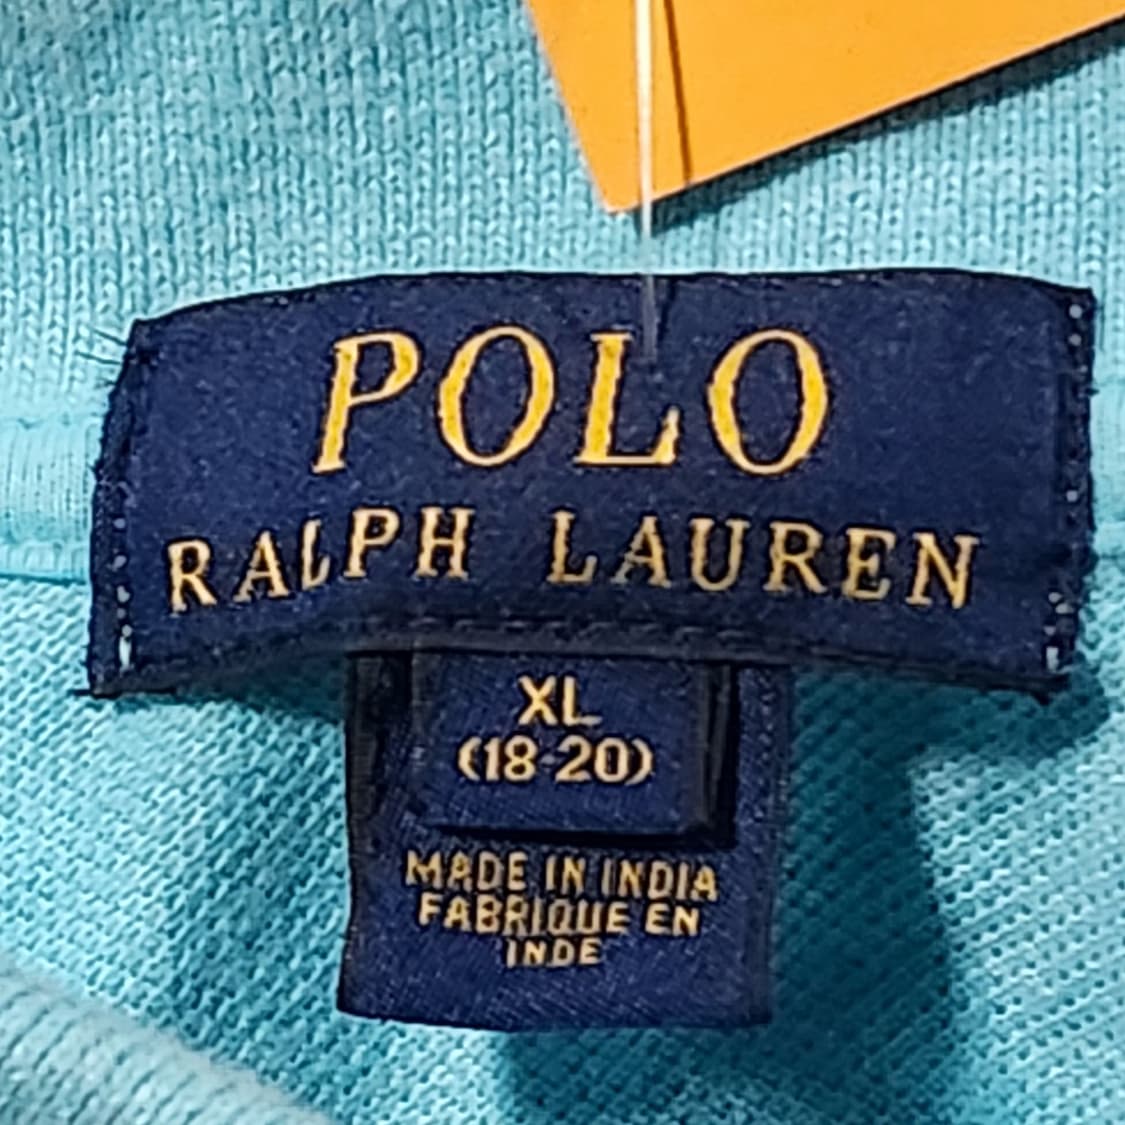 POLO
RALPH LAUREN
XL
(18-20)
MADE IN INDIA
FABRIQUE EN
INDE